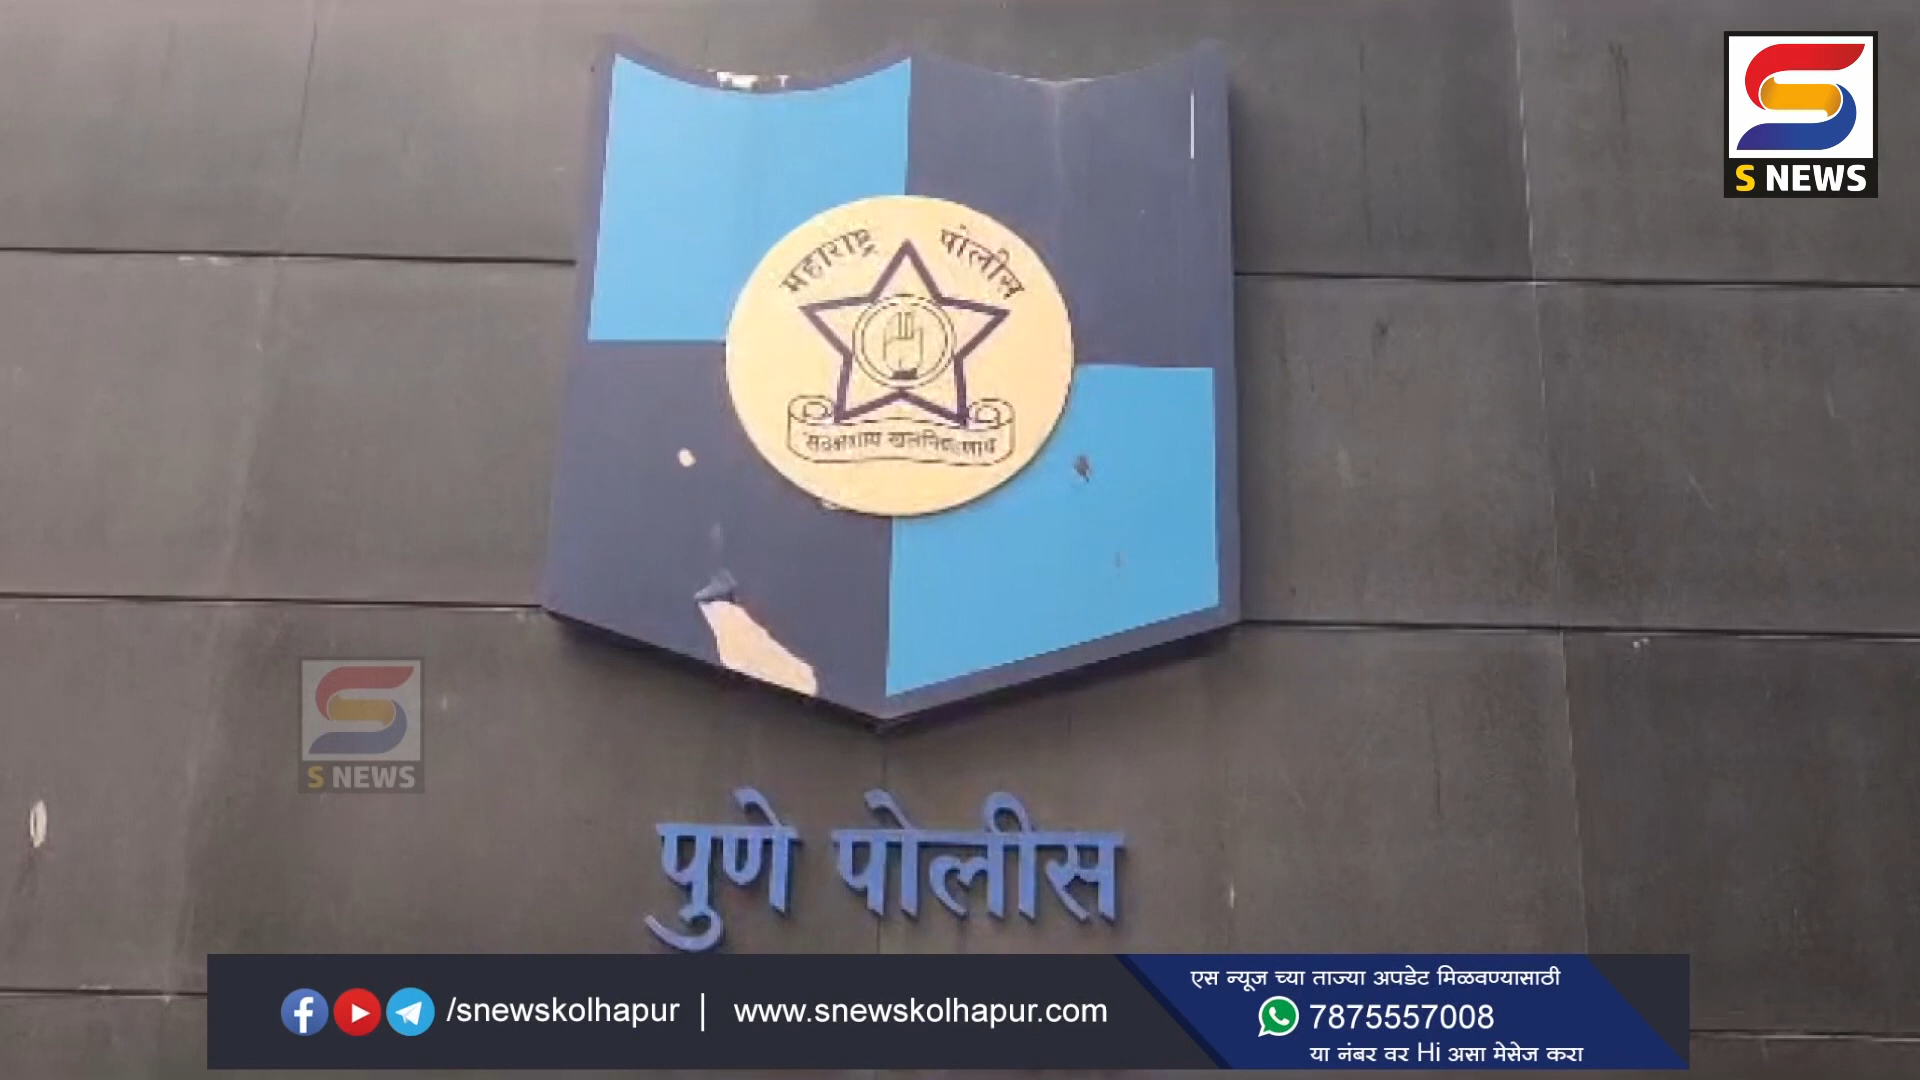 S NEWS
महाराष्ट्र पोलीस
S NEWS
पुणे पोलीस
/snewskolhapur | www.snewskolhapur.com
एस न्यूज च्या ताज्या अपडेट मिळवण्यासाठी
7875557008
या नंबर वर Hi असा मेसेज करा